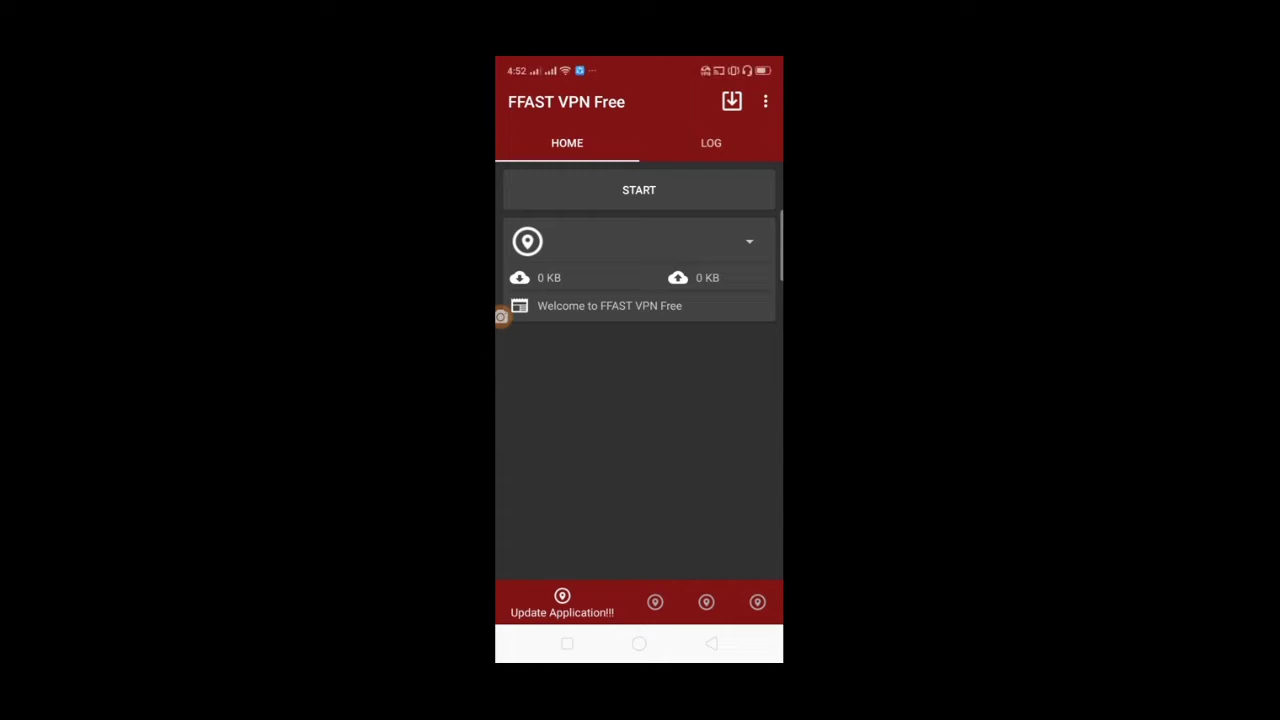 4:52
FFAST VPN Free
HOME
LOG
START
0 KB
0 KB
Welcome to FFAST VPN Free
Update Application!!!